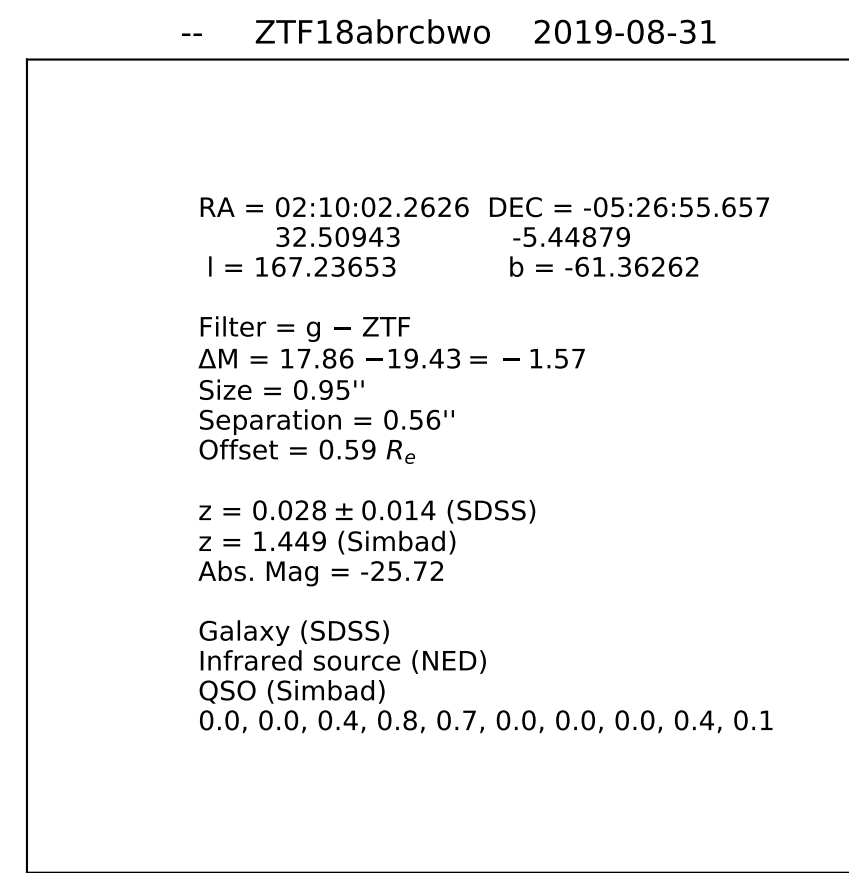 -- ZTF18abrcbwo 2019-08-31
RA = 02:10:02.2626 DEC = -05:26:55.657
32.50943 -5.44879
l = 167.23653 b = -61.36262
Filter = g − ZTF
ΔM = 17.86 −19.43 = − 1.57
Size = 0.95''
Separation = 0.56''
Offset = 0.59 Rₑ
z = 0.028 ± 0.014 (SDSS)
z = 1.449 (Simbad)
Abs. Mag = -25.72
Galaxy (SDSS)
Infrared source (NED)
QSO (Simbad)
0.0, 0.0, 0.4, 0.8, 0.7, 0.0, 0.0, 0.0, 0.4, 0.1